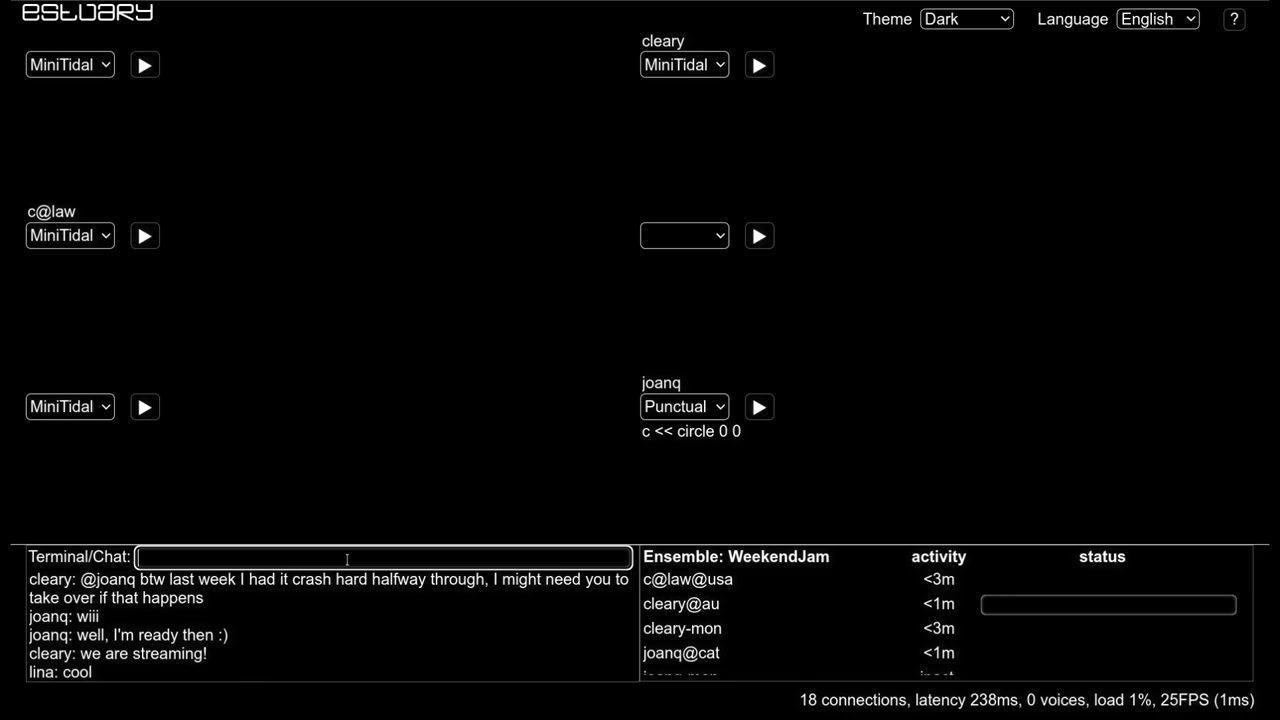 estuary
Theme Dark Language English ?
MiniTidal
cleary
MiniTidal
c@law
MiniTidal
MiniTidal
joanq
Punctual
c << circle 0 0
Terminal/Chat:
cleary: @joanq btw last week I had it crash hard halfway through, I might need you to
take over if that happens
joanq: wiii
joanq: well, I'm ready then :)
cleary: we are streaming!
lina: cool
Ensemble: WeekendJam activity status
c@law@usa <3m
cleary@au <1m
cleary-mon <3m
joanq@cat <1m
18 connections, latency 238ms, 0 voices, load 1%, 25FPS (1ms)